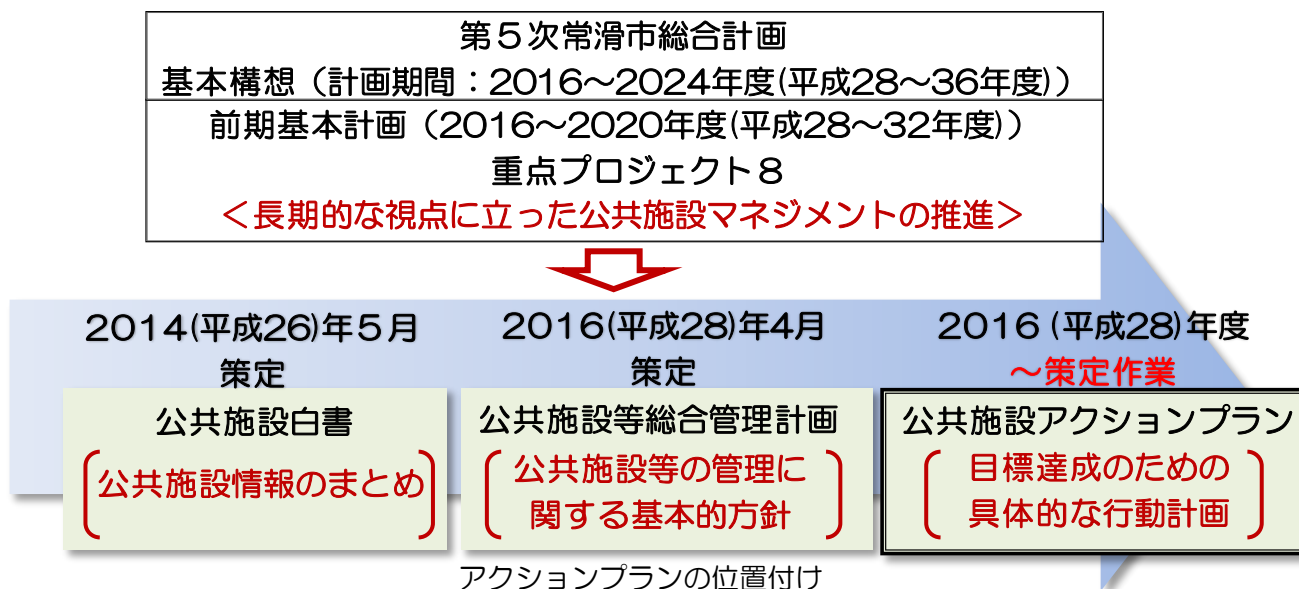 第５次常滑市総合計画
基本構想（計画期間：2016～2024年度(平成28～36年度)）
前期基本計画（2016～2020年度(平成28～32年度)）
重点プロジェクト８
＜長期的な視点に立った公共施設マネジメントの推進＞
2014(平成26)年５月
策定
公共施設白書
公共施設情報のまとめ
2016(平成28)年4月
策定
公共施設等総合管理計画
公共施設等の管理に
関する基本的方針
2016 (平成28)年度
～策定作業
公共施設アクションプラン
目標達成のための
具体的な行動計画
アクションプランの位置付け